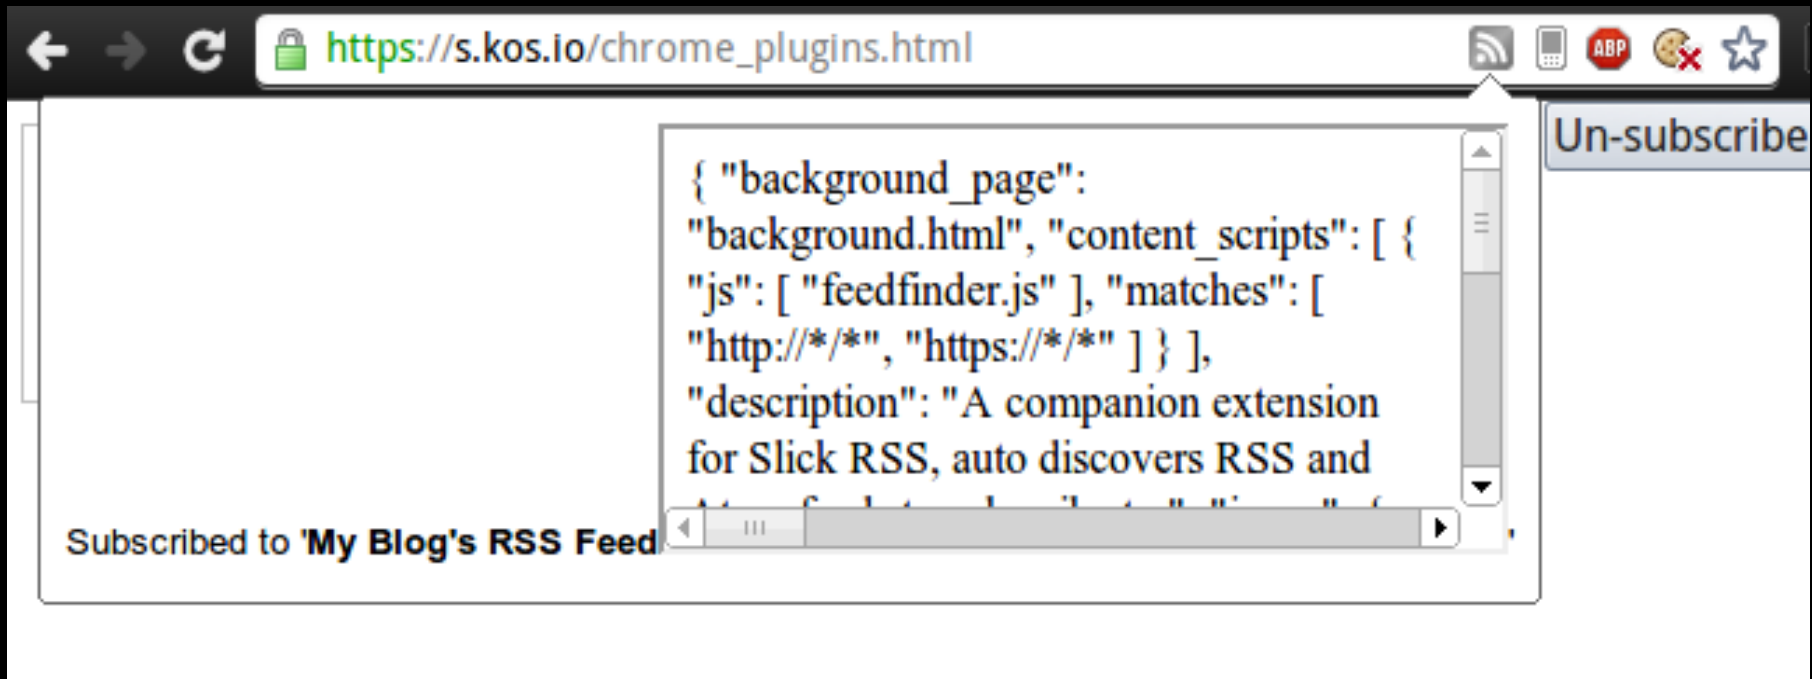 https://s.kos.io/chrome_plugins.html
ABP
Un-subscribe
{ "background_page":
"background.html", "content_scripts": [ {
"js": [ "feedfinder.js" ], "matches": [
"http://*/*", "https://*/*" ] } ],
"description": "A companion extension
for Slick RSS, auto discovers RSS and
Subscribed to 'My Blog's RSS Feed '